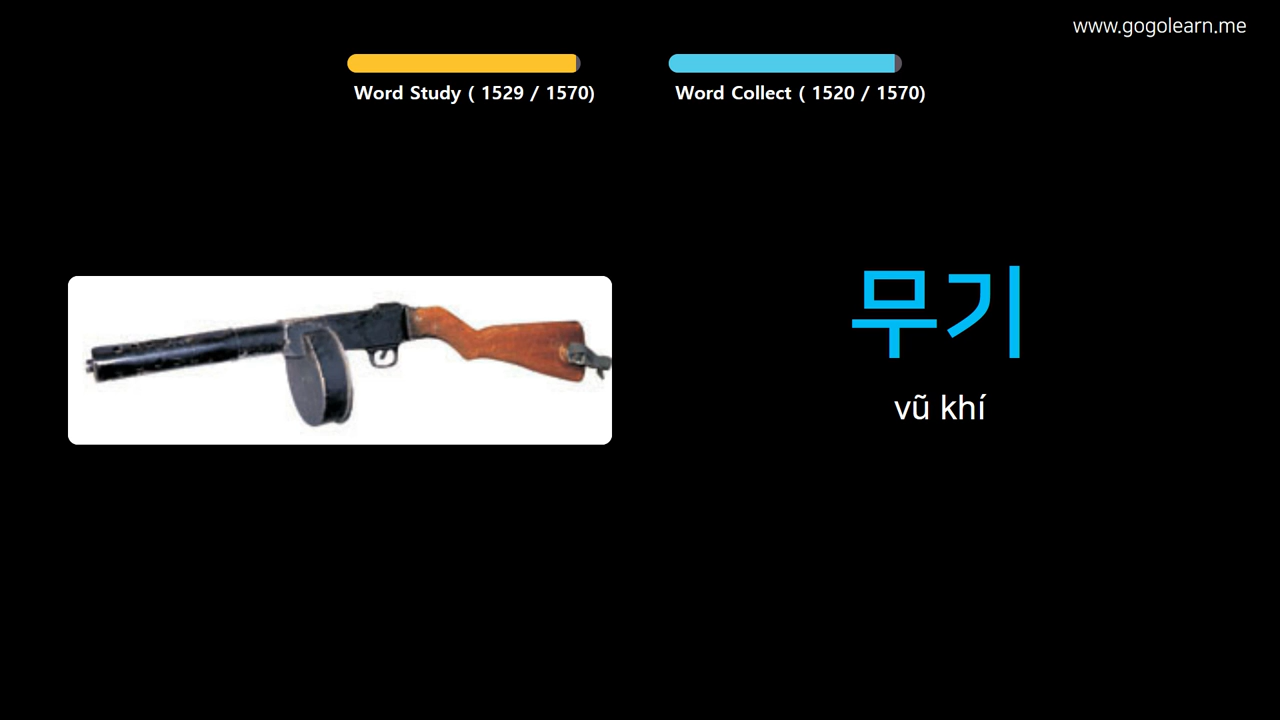 www.gogolearn.me
Word Study ( 1529 / 1570)
Word Collect ( 1520 / 1570)
무기
vũ khí